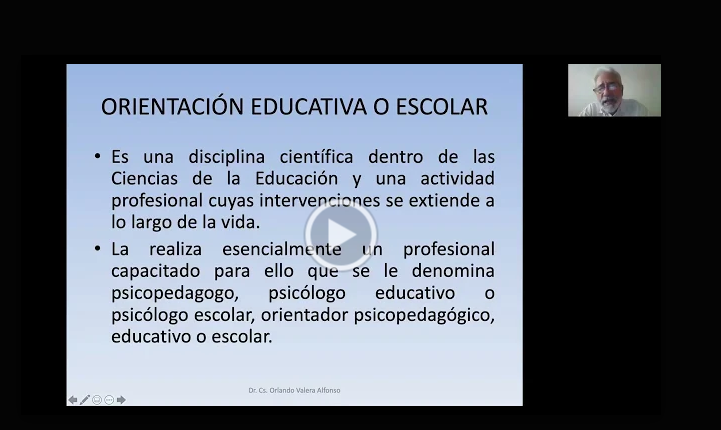 ORIENTACIÓN EDUCATIVA O ESCOLAR
• Es una disciplina científica dentro de las
Ciencias de la Educación y una actividad
profesional cuyas intervenciones se extiende a
lo largo de la vida.
• La realiza esencialmente un profesional
capacitado para ello que se le denomina
psicopedagogo, psicólogo educativo o
psicólogo escolar, orientador psicopedagógico,
educativo o escolar.
Dr. Cs. Orlando Valera Alfonso